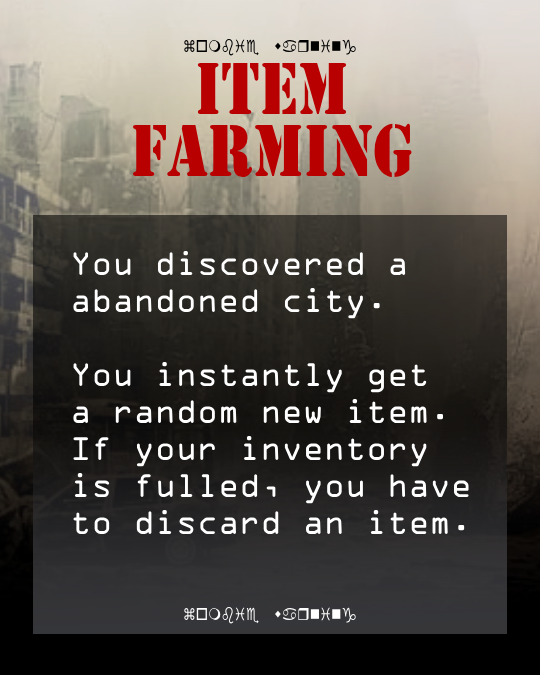 ⌘□❍♌♓♏ ⬥♋❒■♓■♑
ITEM
FARMING
You discovered a
abandoned city.
You instantly get
a random new item.
If your inventory
is fulled, you have
to discard an item.
⌘□❍♌♓♏ ⬥♋❒■♓■♑